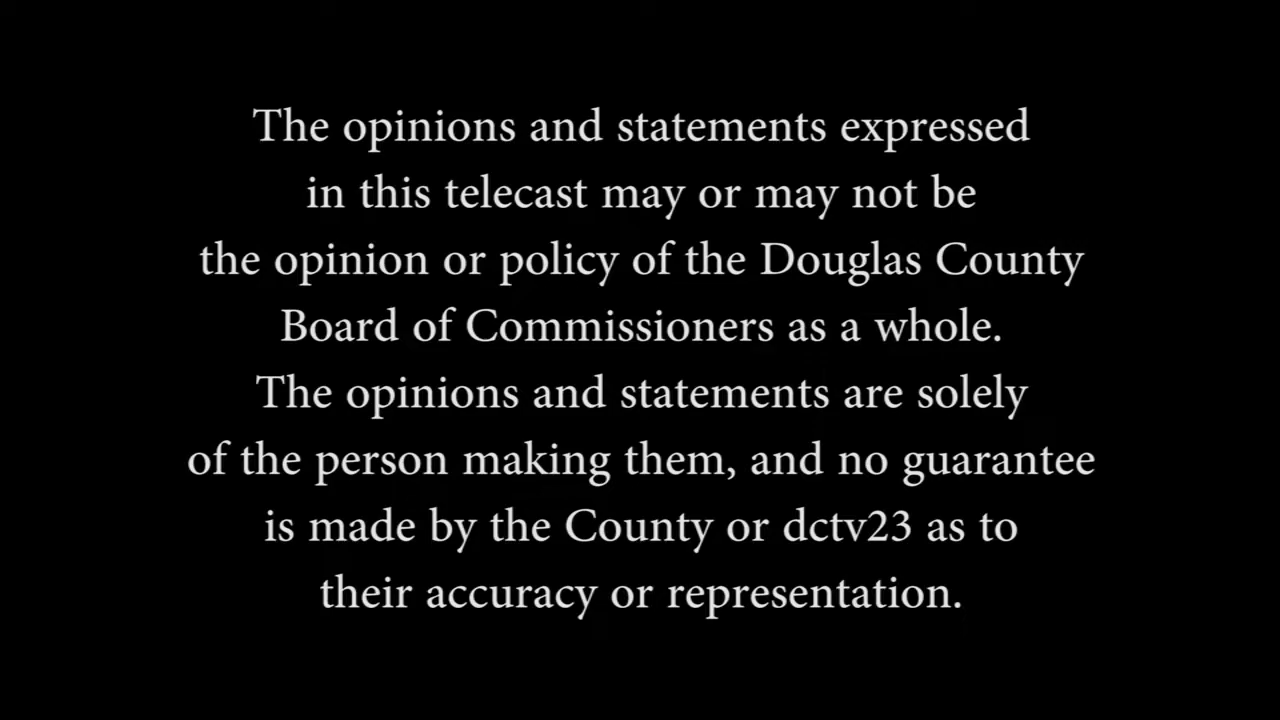 The opinions and statements expressed
in this telecast may or may not be
the opinion or policy of the Douglas County
Board of Commissioners as a whole.
The opinions and statements are solely
of the person making them, and no guarantee
is made by the County or dctv23 as to
their accuracy or representation.